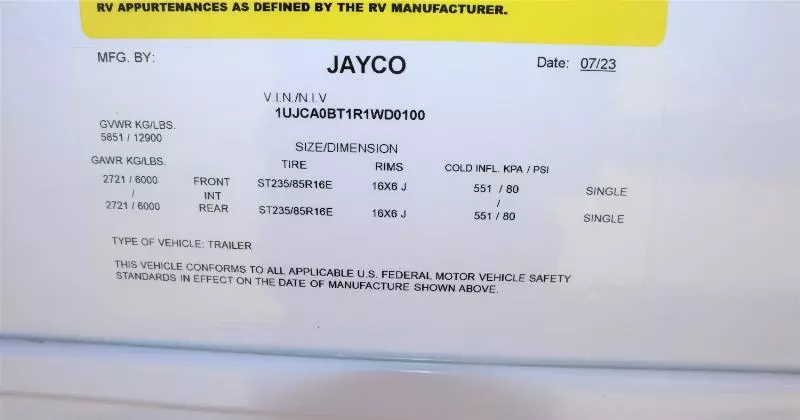 RV APPURTENANCES AS DEFINED BY THE RV MANUFACTURER.
MFG. BY: JAYCO Date: 07/23
V.I.N./N.I.V
1UJCA0BT1R1WD0100
GVWR KG/LBS.
5851 / 12900
SIZE/DIMENSION
GAWR KG/LBS. TIRE RIMS COLD INFL. KPA / PSI
2721 / 6000 FRONT ST235/85R16E 16X6 J 551 / 80 SINGLE
/ INT /
2721 / 6000 REAR ST235/85R16E 16X6 J 551 / 80 SINGLE
TYPE OF VEHICLE: TRAILER
THIS VEHICLE CONFORMS TO ALL APPLICABLE U.S. FEDERAL MOTOR VEHICLE SAFETY
STANDARDS IN EFFECT ON THE DATE OF MANUFACTURE SHOWN ABOVE.